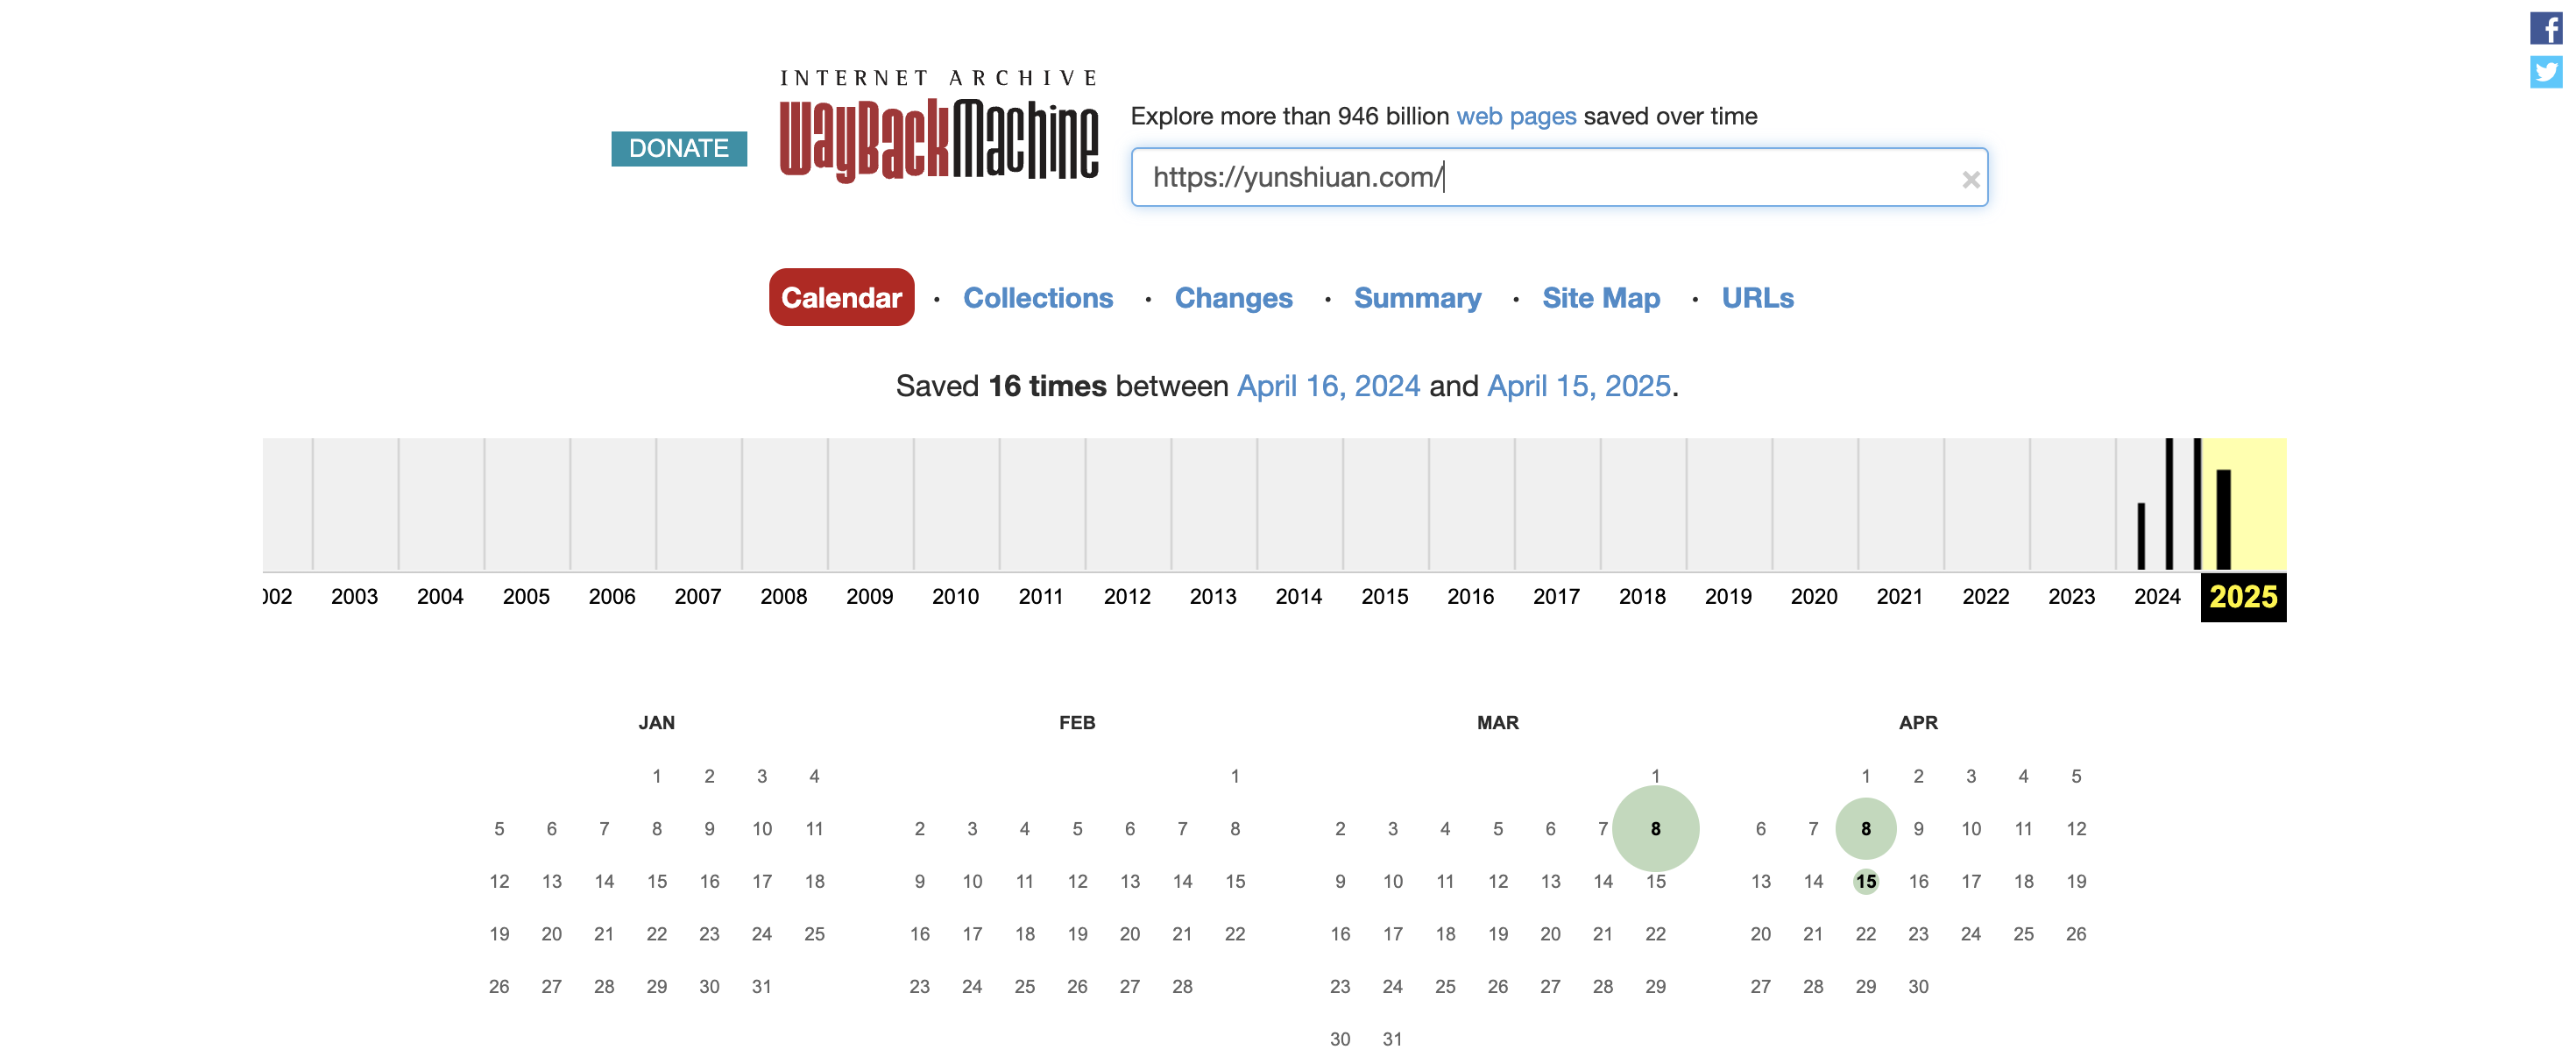 INTERNET ARCHIVE
WayBackMachine
DONATE
Explore more than 946 billion web pages saved over time
https://yunshiuan.com/
×
Calendar · Collections · Changes · Summary · Site Map · URLs
Saved 16 times between April 16, 2024 and April 15, 2025.
002 2003 2004 2005 2006 2007 2008 2009 2010 2011 2012 2013 2014 2015 2016 2017 2018 2019 2020 2021 2022 2023 2024 2025
JAN
1 2 3 4
5 6 7 8 9 10 11
12 13 14 15 16 17 18
19 20 21 22 23 24 25
26 27 28 29 30 31
FEB
1
2 3 4 5 6 7 8
9 10 11 12 13 14 15
16 17 18 19 20 21 22
23 24 25 26 27 28
MAR
1
2 3 4 5 6 7 8
9 10 11 12 13 14 15
16 17 18 19 20 21 22
23 24 25 26 27 28 29
30 31
APR
1 2 3 4 5
6 7 8 9 10 11 12
13 14 15 16 17 18 19
20 21 22 23 24 25 26
27 28 29 30